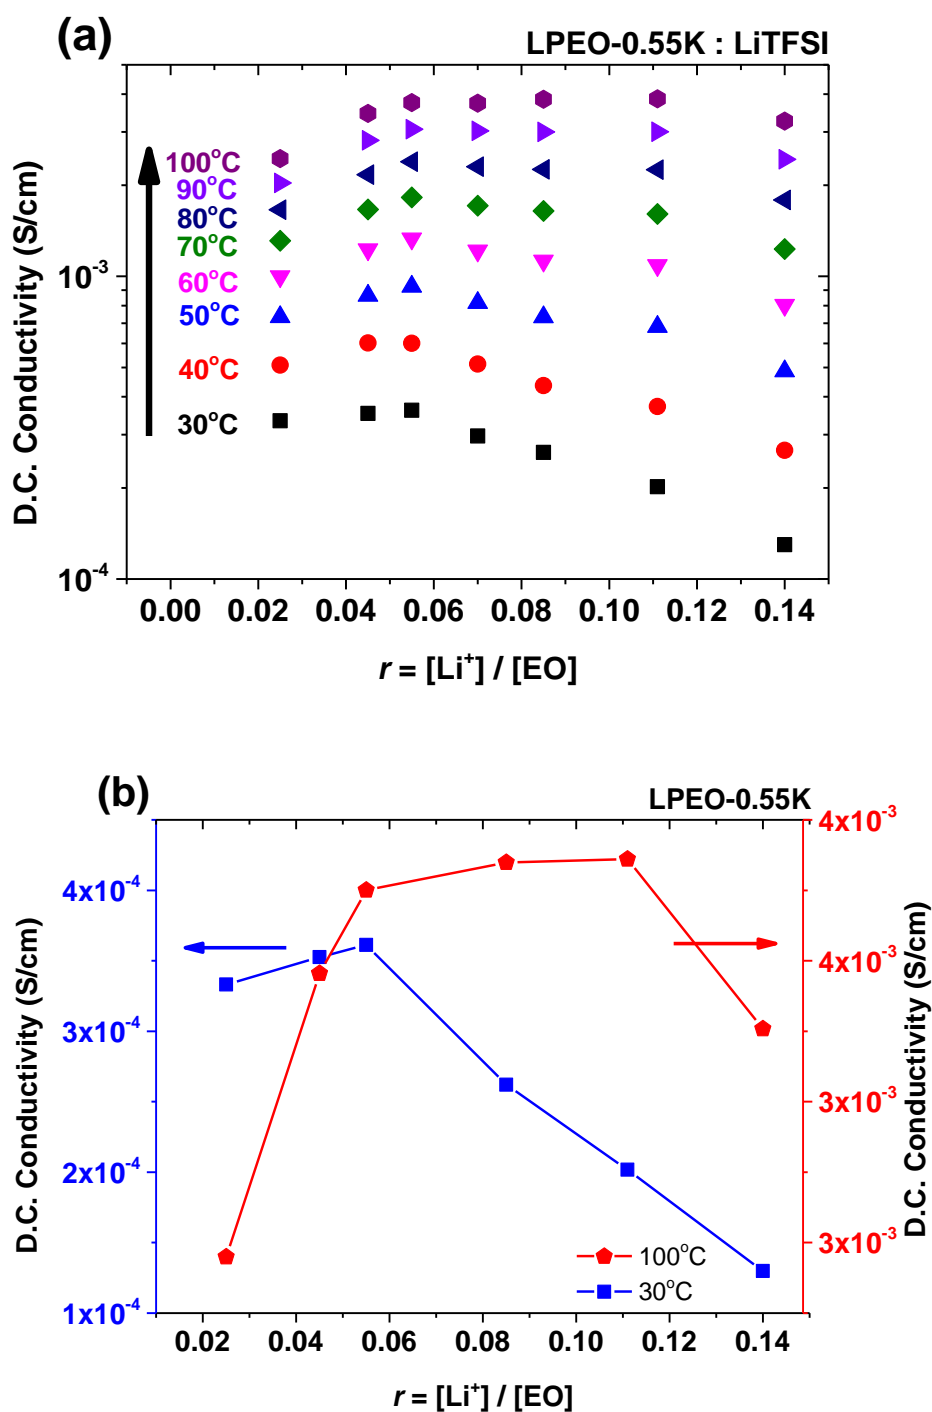 (a)
LPEO-0.55K : LiTFSI
D.C. Conductivity (S/cm)
100°C
90°C
80°C
70°C
60°C
50°C
40°C
30°C
10⁻³
10⁻⁴
0.00 0.02 0.04 0.06 0.08 0.10 0.12 0.14
r = [Li⁺] / [EO]
(b)
LPEO-0.55K
D.C. Conductivity (S/cm)
4x10⁻⁴
3x10⁻⁴
2x10⁻⁴
1x10⁻⁴
4x10⁻³
4x10⁻³
3x10⁻³
3x10⁻³
D.C. Conductivity (S/cm)
100°C
30°C
0.02 0.04 0.06 0.08 0.10 0.12 0.14
r = [Li⁺] / [EO]